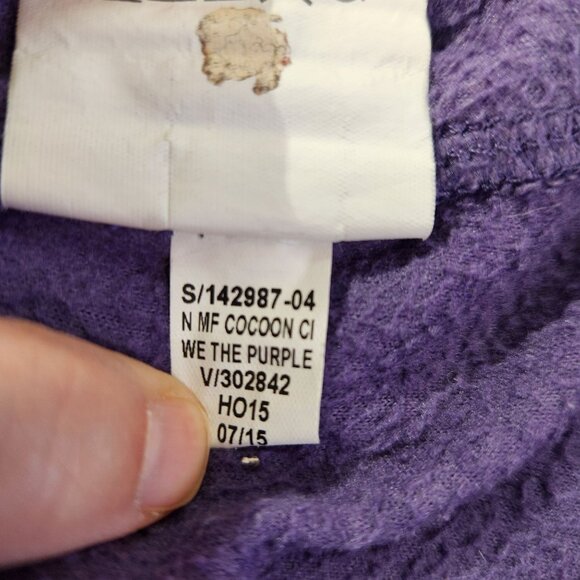 S/142987-04
N MF COCOON CI
WE THE PURPLE
V/302842
HO15
07/15